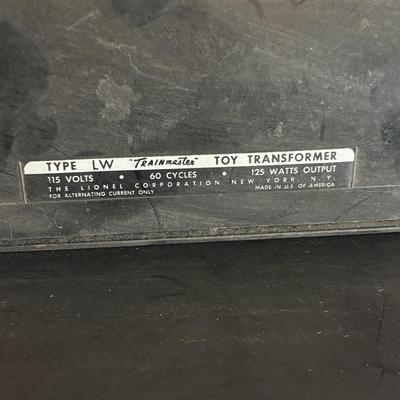 TYPE LW "TRAINmaster" TOY TRANSFORMER
115 VOLTS • 60 CYCLES • 125 WATTS OUTPUT
THE LIONEL CORPORATION NEW YORK, N.Y.
FOR ALTERNATING CURRENT ONLY MADE IN U.S. OF AMERICA